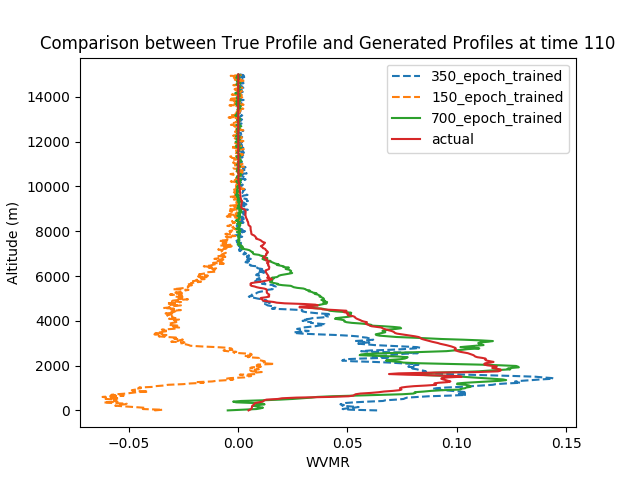 Comparison between True Profile and Generated Profiles at time 110
350_epoch_trained
150_epoch_trained
700_epoch_trained
actual
Altitude (m)
14000
12000
10000
8000
6000
4000
2000
0
−0.05
0.00
0.05
0.10
0.15
WVMR